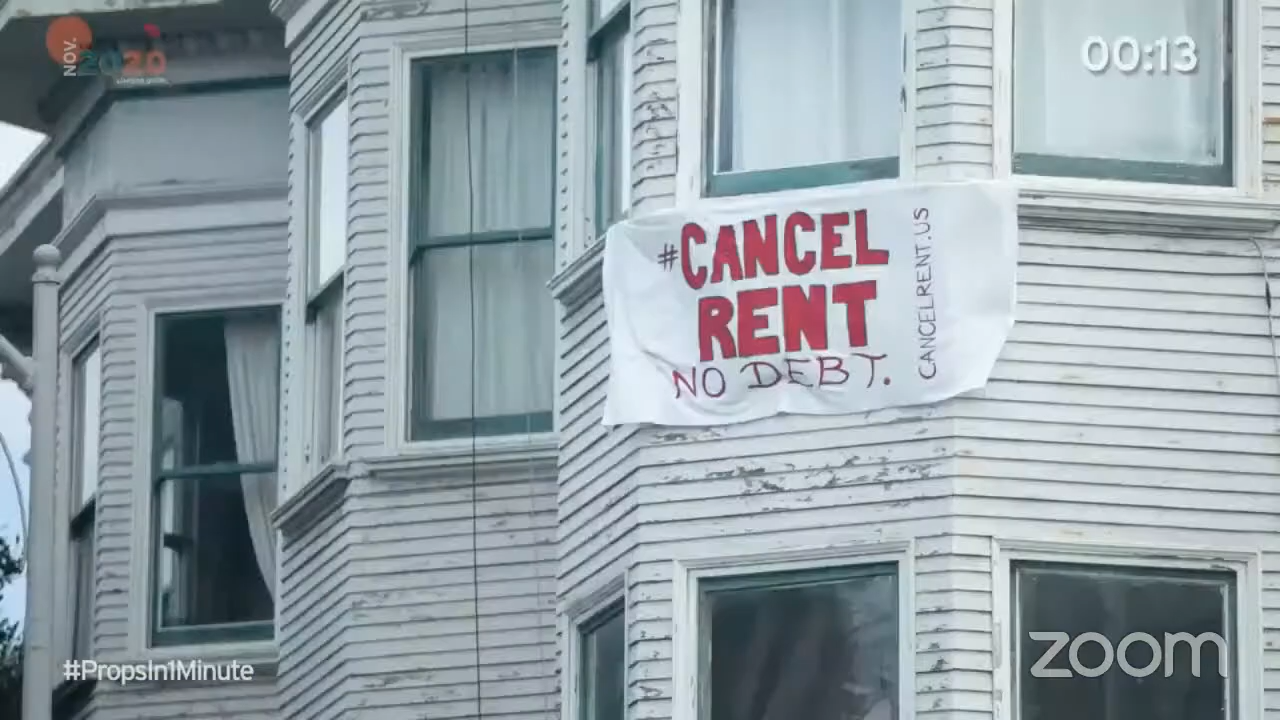 NOV.
2020
00:13
#CANCEL
RENT
NO DEBT.
CANCELRENT.US
#PropsIn1Minute
zoom